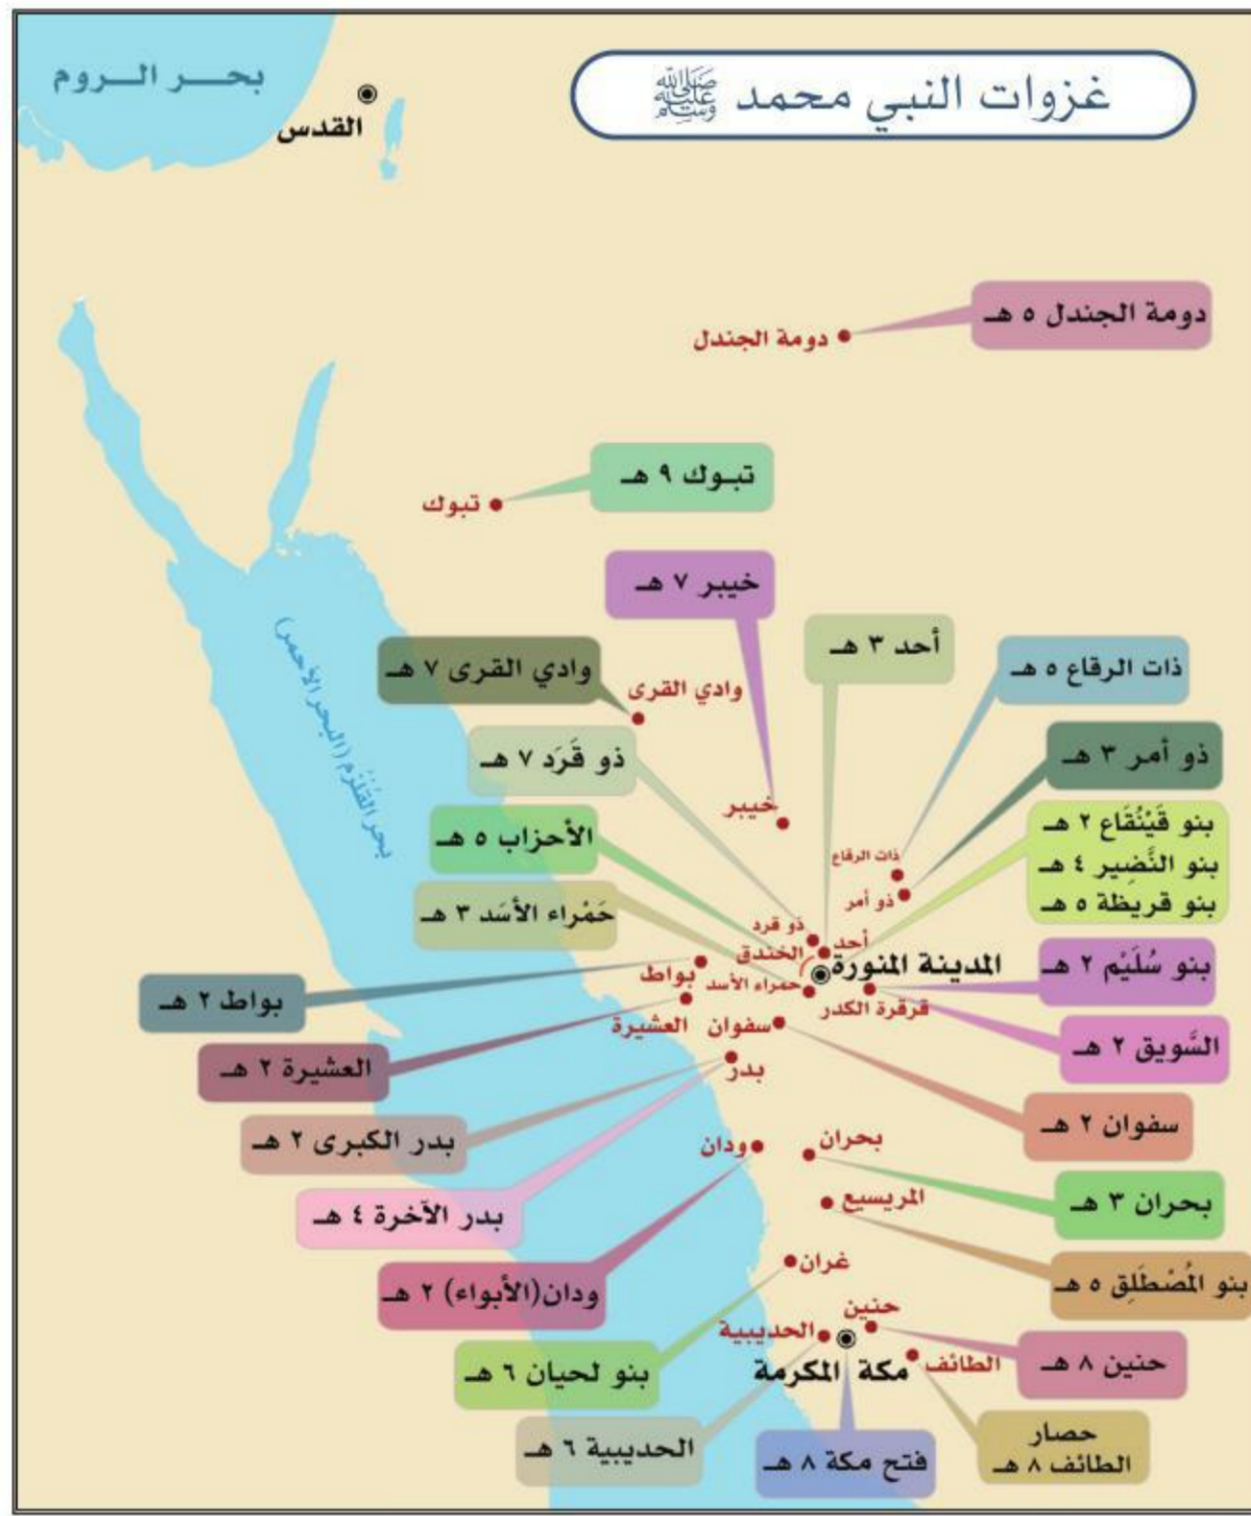 غزوات النبي محمد ﷺ
بحـــر الــروم
القدس
دومة الجندل ٥ هـ
دومة الجندل
تبـوك ٩ هـ
تبوك
خيبر ٧ هـ
أحد ٣ هـ
ذات الرقاع ٥ هـ
وادي القرى ٧ هـ
وادي القرى
بحر القُلْزُم (البحر الأحمر)
ذو أمر ٣ هـ
ذو قَرَد ٧ هـ
خيبر
بنو قَيْنُقَاع ٢ هـ
بنو النَّضِير ٤ هـ
بنو قريظة ٥ هـ
الأحزاب ٥ هـ
ذات الرقاع
ذو أمر
حَمْراء الأسَد ٣ هـ
ذو قرد
أحد
الخندق
المدينة المنورة
بنو سُلَيْم ٢ هـ
بواط
حمراء الأسد
قرقرة الكدر
بواط ٢ هـ
العشيرة
سفوان
السَّويق ٢ هـ
العشيرة ٢ هـ
بدر
سفوان ٢ هـ
بدر الكبرى ٢ هـ
ودان
بحران
بحران ٣ هـ
بدر الآخرة ٤ هـ
المريسيع
بنو المُصْطَلِق ٥ هـ
ودان(الأبواء) ٢ هـ
غران
حنين
الحديبية
حنين ٨ هـ
بنو لحيان ٦ هـ
مكة المكرمة
الطائف
الحديبية ٦ هـ
فتح مكة ٨ هـ
حصار
الطائف ٨ هـ